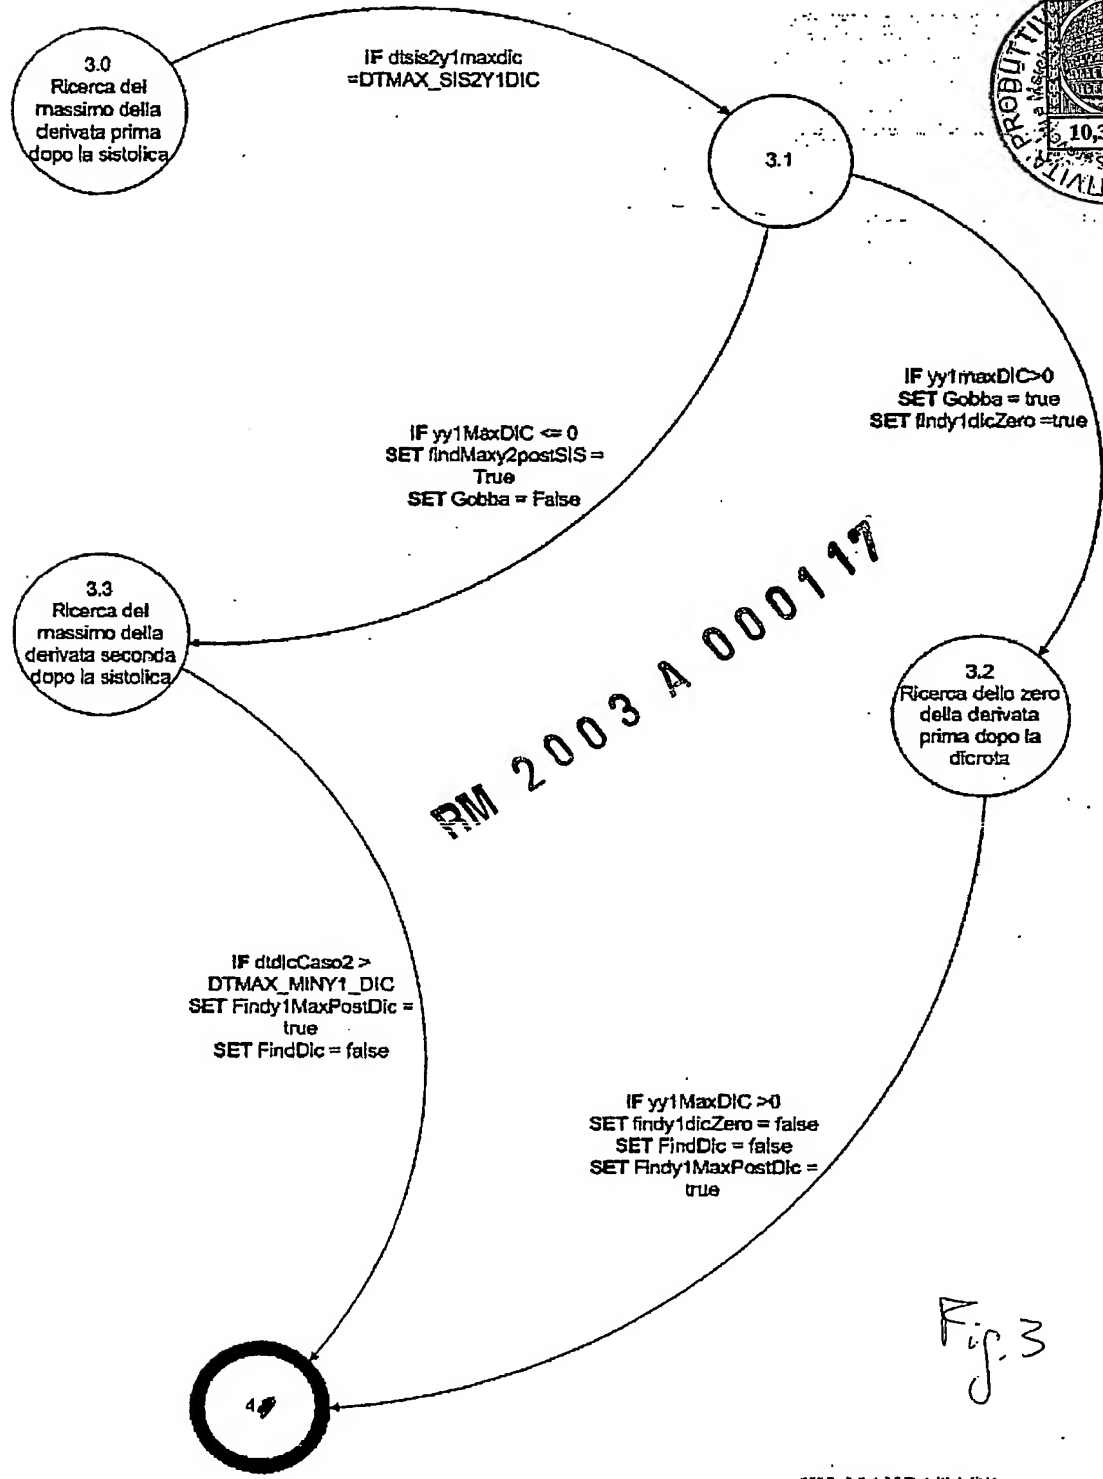 3.0
Ricerca del
massimo della
derivata prima
dopo la sistolica
IF dtsis2y1maxdic
=DTMAX_SIS2Y1DIC
3.1
PRODUTTIV
10,3
IF yy1maxDIC>0
SET Gobba = true
SET findy1dicZero =true
IF yy1MaxDIC <= 0
SET findMaxy2postSIS =
True
SET Gobba = False
3.3
Ricerca del
massimo della
derivata seconda
dopo la sistolica
RM 2003 A 000117
3.2
Ricerca dello zero
della derivata
prima dopo la
dicrota
IF dtdicCaso2 >
DTMAX_MINY1_DIC
SET Findy1MaxPostDic =
true
SET FindDic = false
IF yy1MaxDIC >0
SET findy1dicZero = false
SET FindDic = false
SET Findy1MaxPostDic =
true
4
Fig. 3